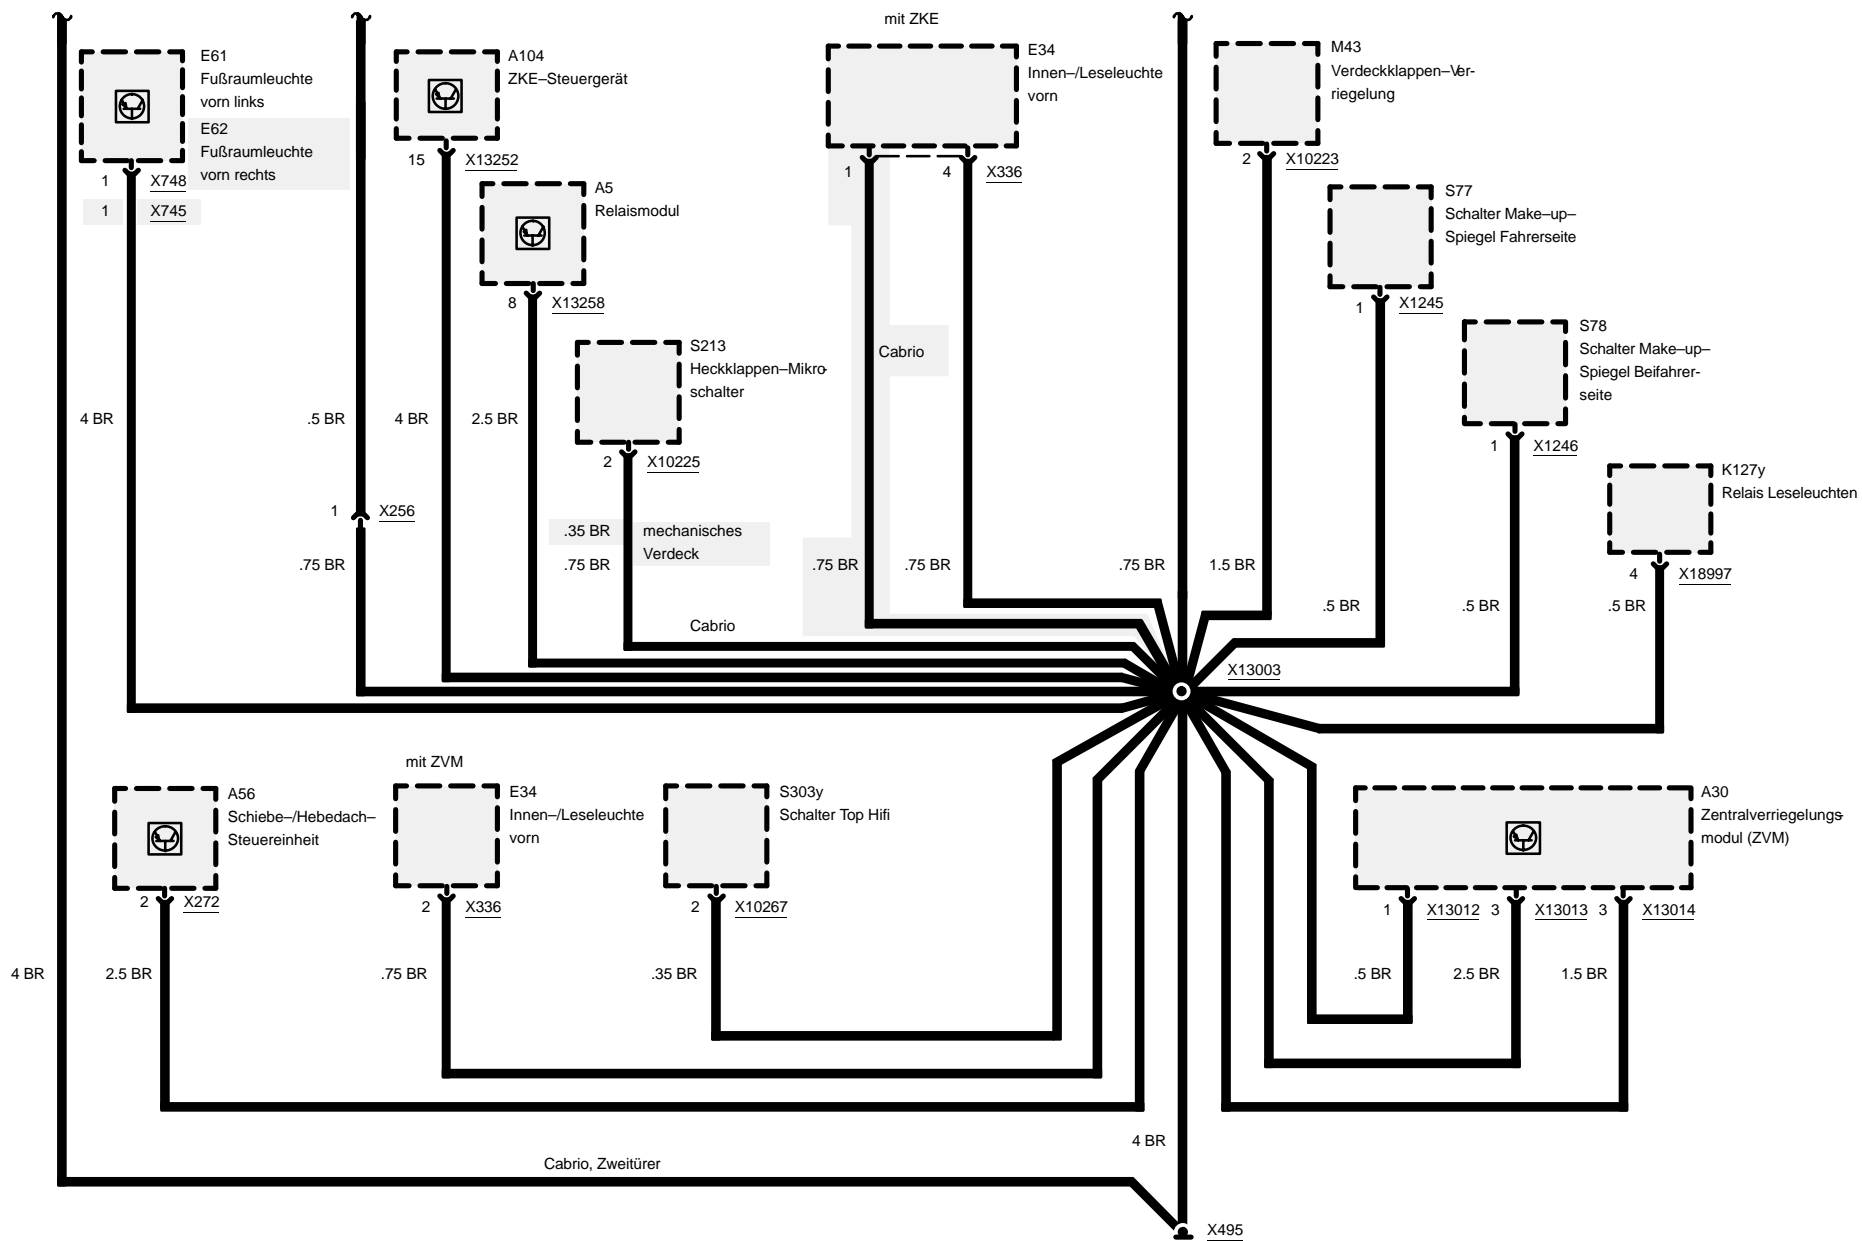 mit ZKE
E61
Fußraumleuchte
vorn links
E62
Fußraumleuchte
vorn rechts
1 X748
1 X745
A104
ZKE–Steuergerät
15 X13252
A5
Relaismodul
8 X13258
S213
Heckklappen–Mikro-
schalter
2 X10225
E34
Innen–/Leseleuchte
vorn
1 4 X336
Cabrio
M43
Verdeckklappen–Ver-
riegelung
2 X10223
S77
Schalter Make–up–
Spiegel Fahrerseite
1 X1245
S78
Schalter Make–up–
Spiegel Beifahrer-
seite
1 X1246
K127y
Relais Leseleuchten
4 X18997
4 BR
.5 BR
4 BR
2.5 BR
1 X256
.75 BR
.35 BR
mechanisches
Verdeck
.75 BR
.75 BR
.75 BR
.75 BR
1.5 BR
.5 BR
.5 BR
.5 BR
Cabrio
X13003
mit ZVM
A56
Schiebe–/Hebedach–
Steuereinheit
2 X272
E34
Innen–/Leseleuchte
vorn
2 X336
S303y
Schalter Top Hifi
2 X10267
A30
Zentralverriegelungs-
modul (ZVM)
1 X13012 3 X13013 3 X13014
4 BR
2.5 BR
.75 BR
.35 BR
.5 BR
2.5 BR
1.5 BR
4 BR
Cabrio, Zweitürer
X495